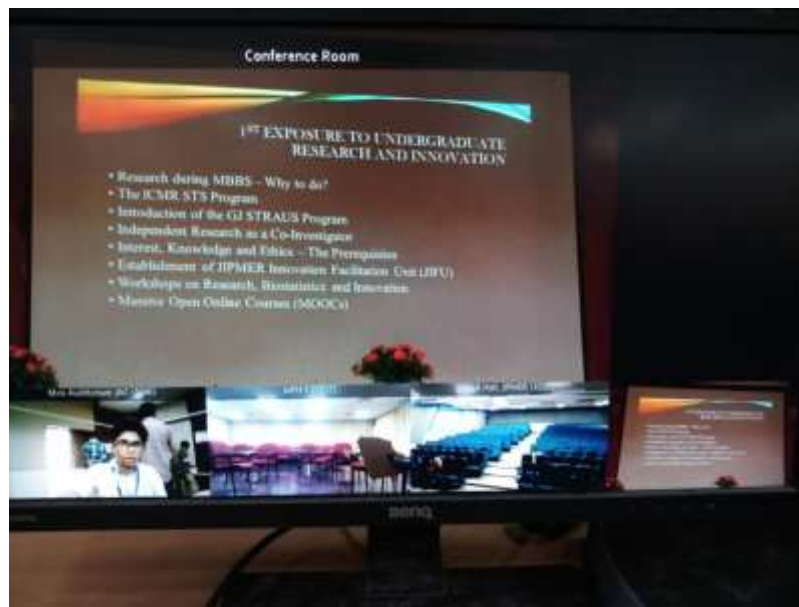 Conference Room
1ST EXPOSURE TO UNDERGRADUATE
RESEARCH AND INNOVATION
• Research during MBBS – Why to do?
• The ICMR STS Program
• Introduction of the GJ STRAUS Program
• Independent Research as a Co-Investigator
• Interest, Knowledge and Ethics – The Prerequisites
• Establishment of JIPMER Innovation Facilitation Unit (JIFU)
• Workshops on Research, Biostatistics and Innovation
• Massive Open Online Courses (MOOCs)
Mini Auditorium
BenQ